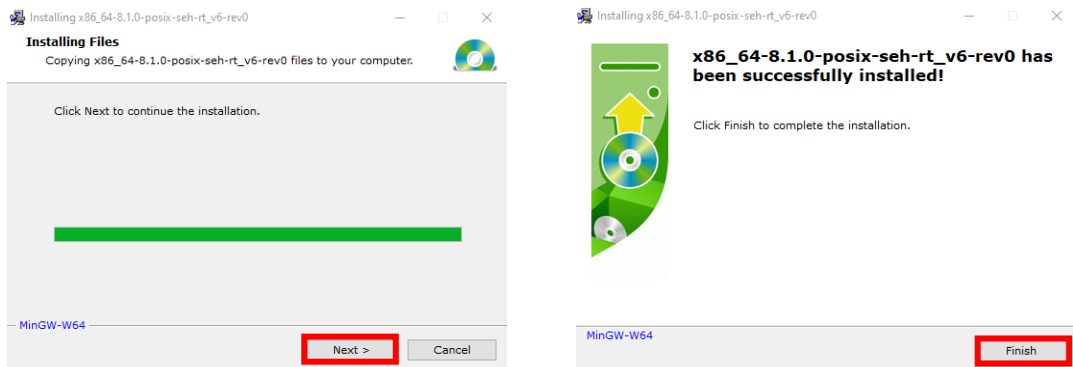 Installing x86_64-8.1.0-posix-seh-rt_v6-rev0
Installing Files
Copying x86_64-8.1.0-posix-seh-rt_v6-rev0 files to your computer.
Click Next to continue the installation.
MinGW-W64
Next >
Cancel
Installing x86_64-8.1.0-posix-seh-rt_v6-rev0
x86_64-8.1.0-posix-seh-rt_v6-rev0 has
been successfully installed!
Click Finish to complete the installation.
MinGW-W64
Finish